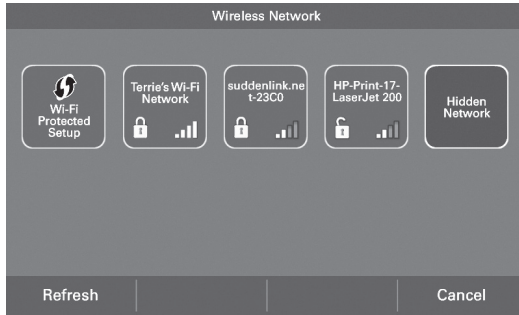 Wireless Network
Wi-Fi
Protected
Setup
Terrie's Wi-Fi
Network
suddenlink.ne
t-23C0
HP-Print-17-
LaserJet 200
Hidden
Network
Refresh
Cancel